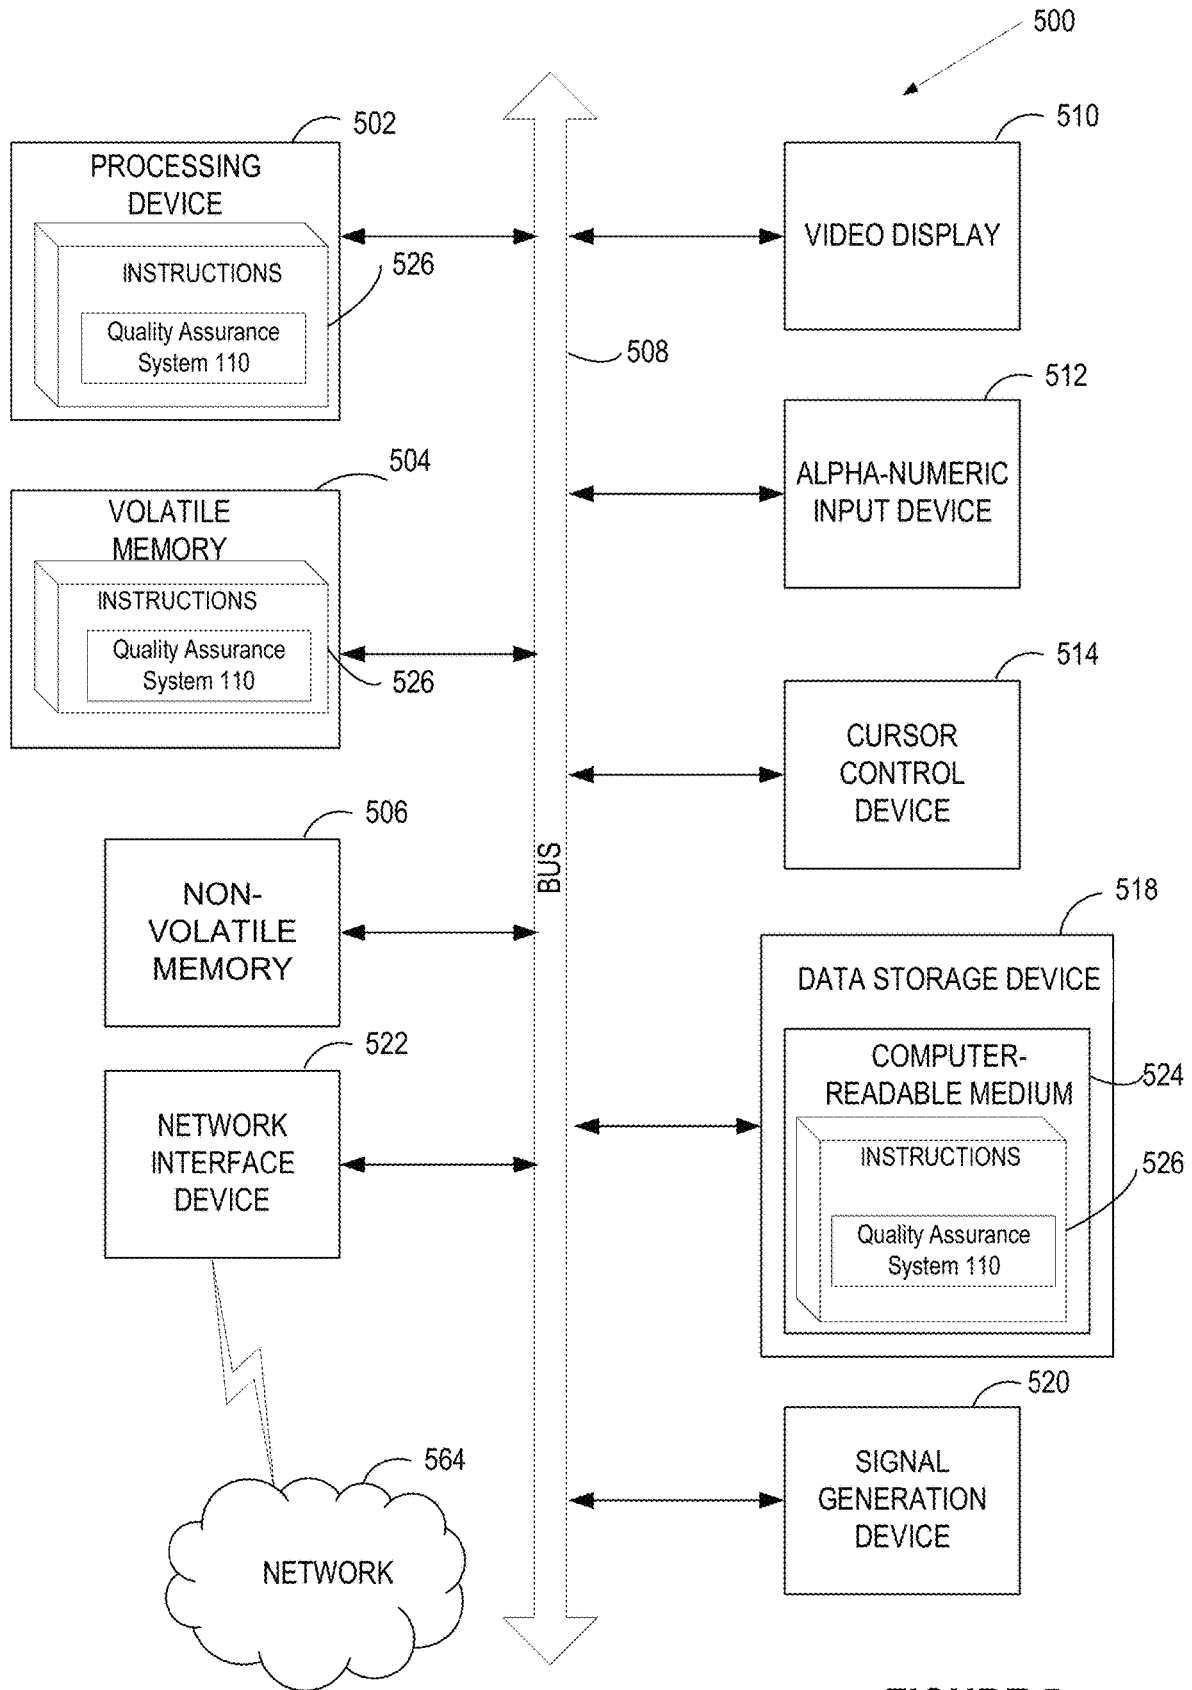 500
502
PROCESSING
DEVICE
INSTRUCTIONS
526
Quality Assurance
System 110
504
VOLATILE
MEMORY
INSTRUCTIONS
Quality Assurance
System 110
526
506
NON-
VOLATILE
MEMORY
522
NETWORK
INTERFACE
DEVICE
564
NETWORK
BUS
508
510
VIDEO DISPLAY
512
ALPHA-NUMERIC
INPUT DEVICE
514
CURSOR
CONTROL
DEVICE
518
DATA STORAGE DEVICE
COMPUTER-
READABLE MEDIUM
524
INSTRUCTIONS
526
Quality Assurance
System 110
520
SIGNAL
GENERATION
DEVICE